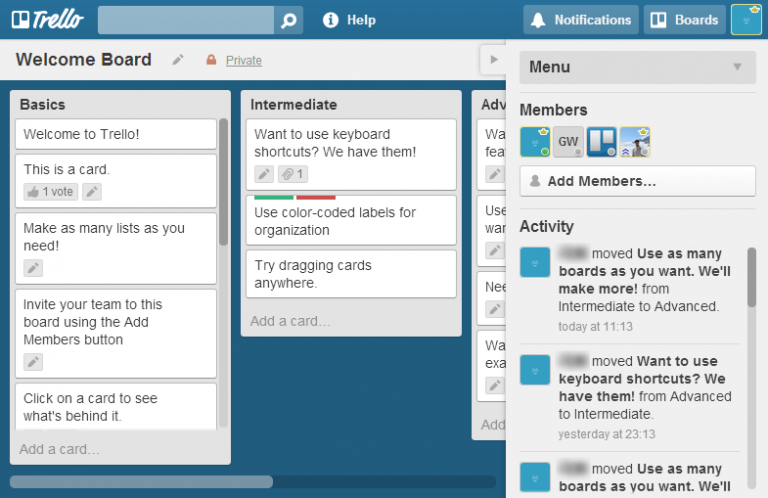 Trello
Help
Notifications
Boards
Welcome Board
Private
Basics
Welcome to Trello!
This is a card.
1 vote
Make as many lists as you
need!
Invite your team to this
board using the Add
Members button
Click on a card to see
what's behind it.
Add a card...
Intermediate
Want to use keyboard
shortcuts? We have them!
1
Use color-coded labels for
organization
Try dragging cards
anywhere.
Add a card...
Adv
Wa
fea
Use
wan
Nee
Wa
exa
Add
Menu
Members
GW
Add Members...
Activity
moved Use as many
boards as you want. We'll
make more! from
Intermediate to Advanced.
today at 11:13
moved Want to use
keyboard shortcuts? We
have them! from Advanced
to Intermediate.
yesterday at 23:13
moved Use as many
boards as you want. We'll